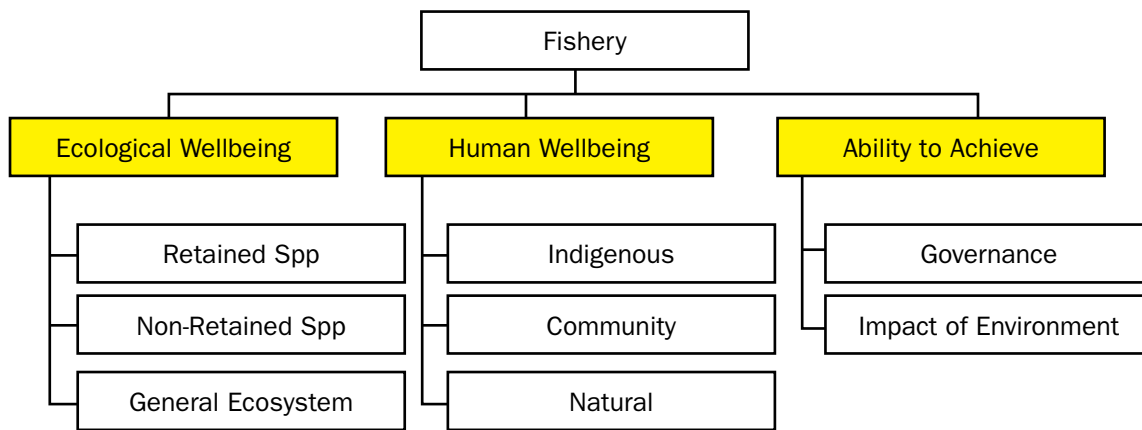 Fishery
Ecological Wellbeing
Human Wellbeing
Ability to Achieve
Retained Spp
Non-Retained Spp
General Ecosystem
Indigenous
Community
Natural
Governance
Impact of Environment